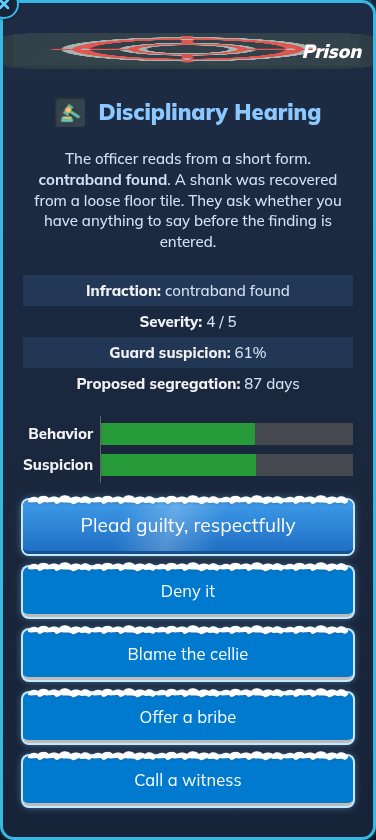 Prison
Disciplinary Hearing
The officer reads from a short form.
contraband found. A shank was recovered
from a loose floor tile. They ask whether you
have anything to say before the finding is
entered.
Infraction: contraband found
Severity: 4 / 5
Guard suspicion: 61%
Proposed segregation: 87 days
Behavior
Suspicion
Plead guilty, respectfully
Deny it
Blame the cellie
Offer a bribe
Call a witness